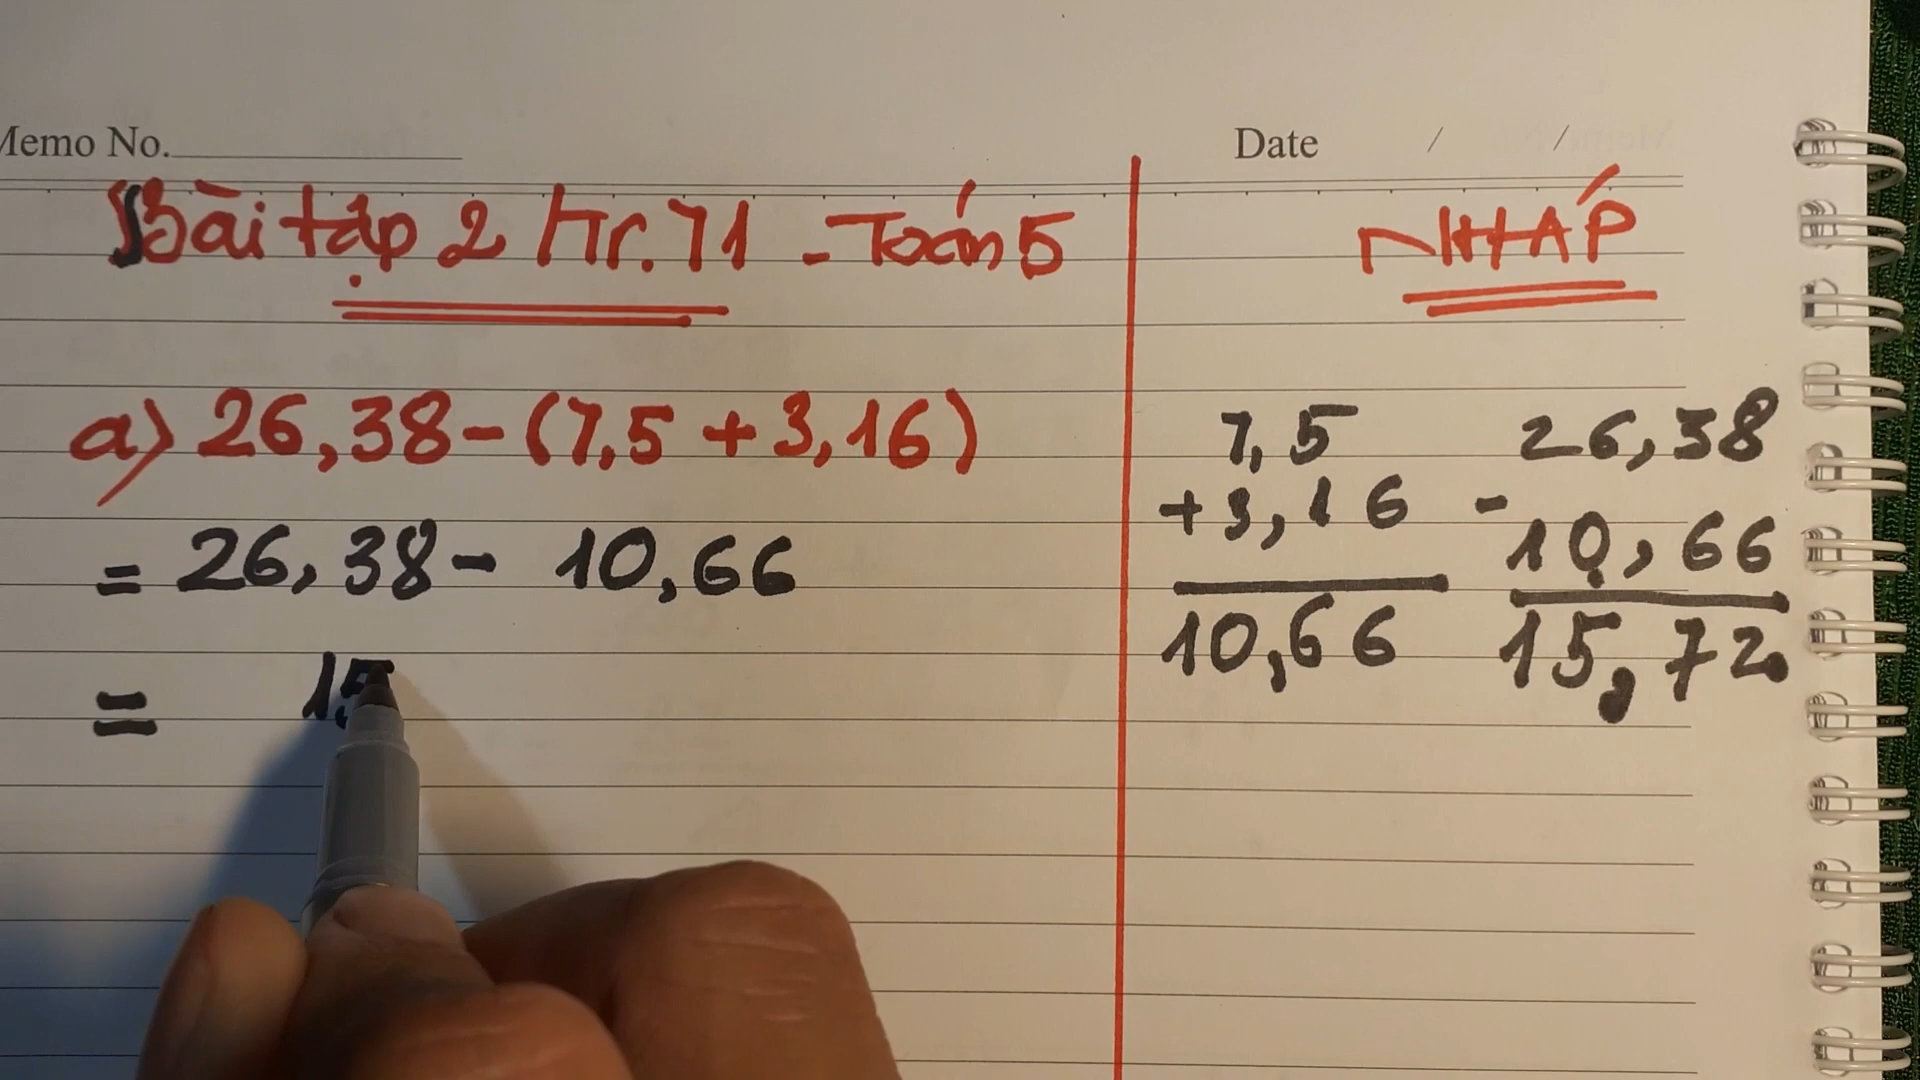 Memo No.
Date / /
Bài tập 2 /Tr.71 - Toán 5
NHÁP
a) 26,38 - (7,5 + 3,16)
= 26,38 - 10,66
= 15
7,5
+ 3,16
10,66
26,38
- 10,66
15,72